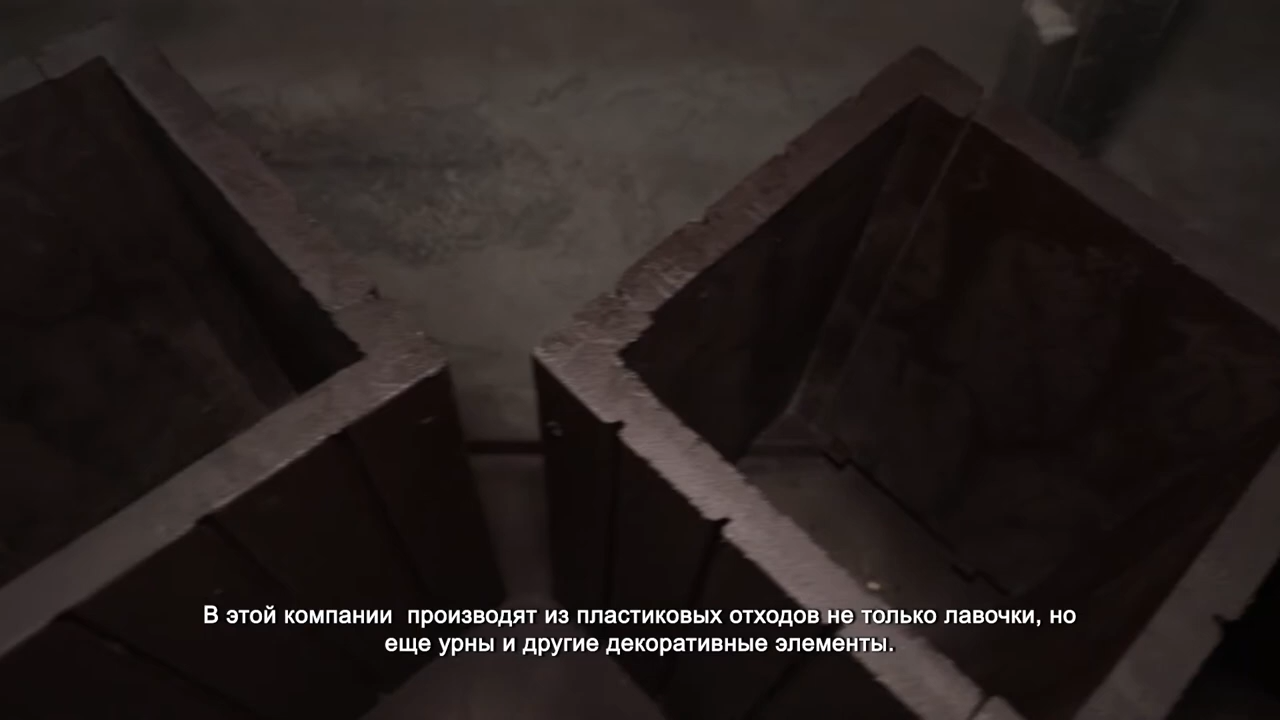 В этой компании  производят из пластиковых отходов не только лавочки, но
еще урны и другие декоративные элементы.